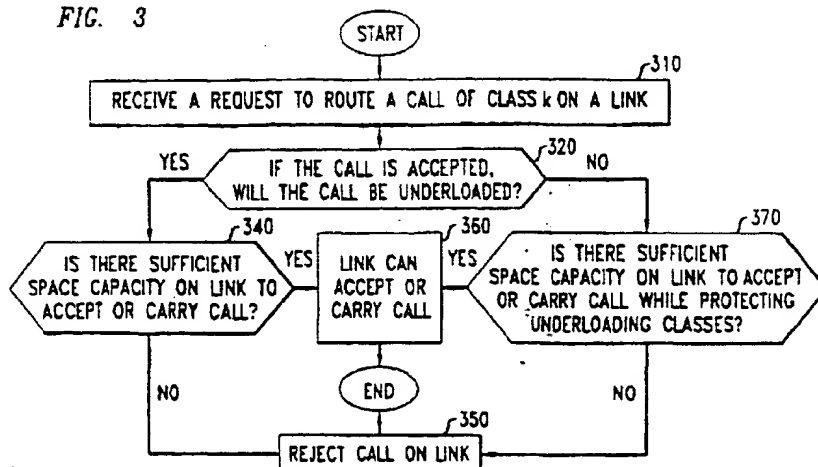 FIG. 3
START
310
RECEIVE A REQUEST TO ROUTE A CALL OF CLASS k ON A LINK
320
YES
IF THE CALL IS ACCEPTED,
WILL THE CALL BE UNDERLOADED?
NO
340
IS THERE SUFFICIENT
SPACE CAPACITY ON LINK TO
ACCEPT OR CARRY CALL?
YES
360
LINK CAN
ACCEPT OR
CARRY CALL
YES
370
IS THERE SUFFICIENT
SPACE CAPACITY ON LINK TO ACCEPT
OR CARRY CALL WHILE PROTECTING
UNDERLOADING CLASSES?
NO
END
NO
350
REJECT CALL ON LINK